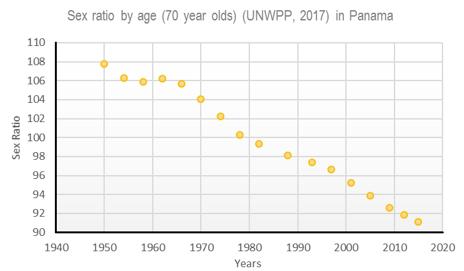 Sex ratio by age (70 year olds) (UNWPP, 2017) in Panama
110
108
106
104
102
100
98
96
94
92
90
Sex Ratio
1940 1950 1960 1970 1980 1990 2000 2010 2020
Years